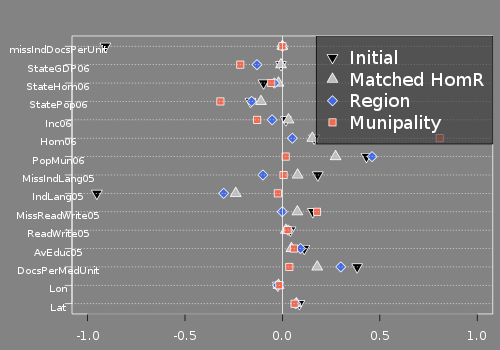 missIndDocsPerUnit
StateGDP06
StateHom06
StatePop06
Inc06
Hom06
PopMun06
MissIndLang05
IndLang05
MissReadWrite05
ReadWrite05
AvEduc05
DocsPerMedUnit
Lon
Lat
Initial
Matched HomR
Region
Munipality
-1.0 -0.5 0.0 0.5 1.0